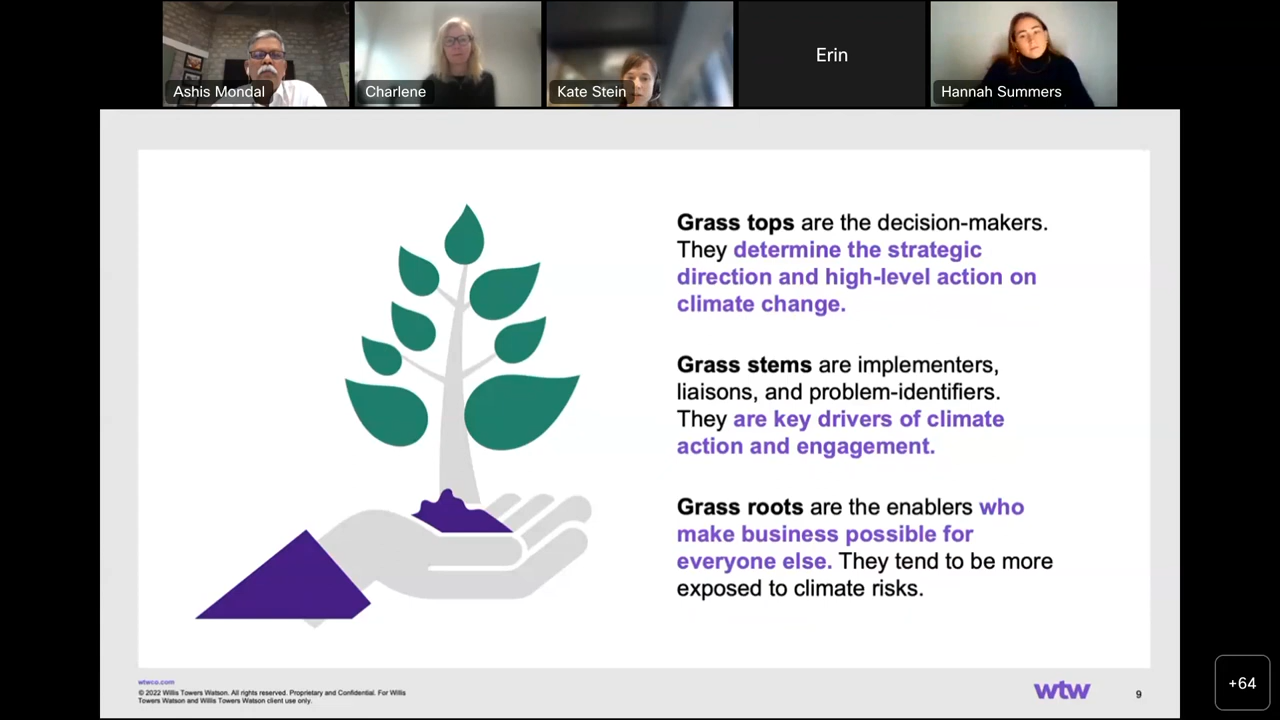 Ashis Mondal
Charlene
Kate Stein
Erin
Hannah Summers
Grass tops are the decision-makers.
They determine the strategic
direction and high-level action on
climate change.
Grass stems are implementers,
liaisons, and problem-identifiers.
They are key drivers of climate
action and engagement.
Grass roots are the enablers who
make business possible for
everyone else. They tend to be more
exposed to climate risks.
wtwco.com
© 2022 Willis Towers Watson. All rights reserved. Proprietary and Confidential. For Willis
Towers Watson and Willis Towers Watson client use only.
wtw
9
+64